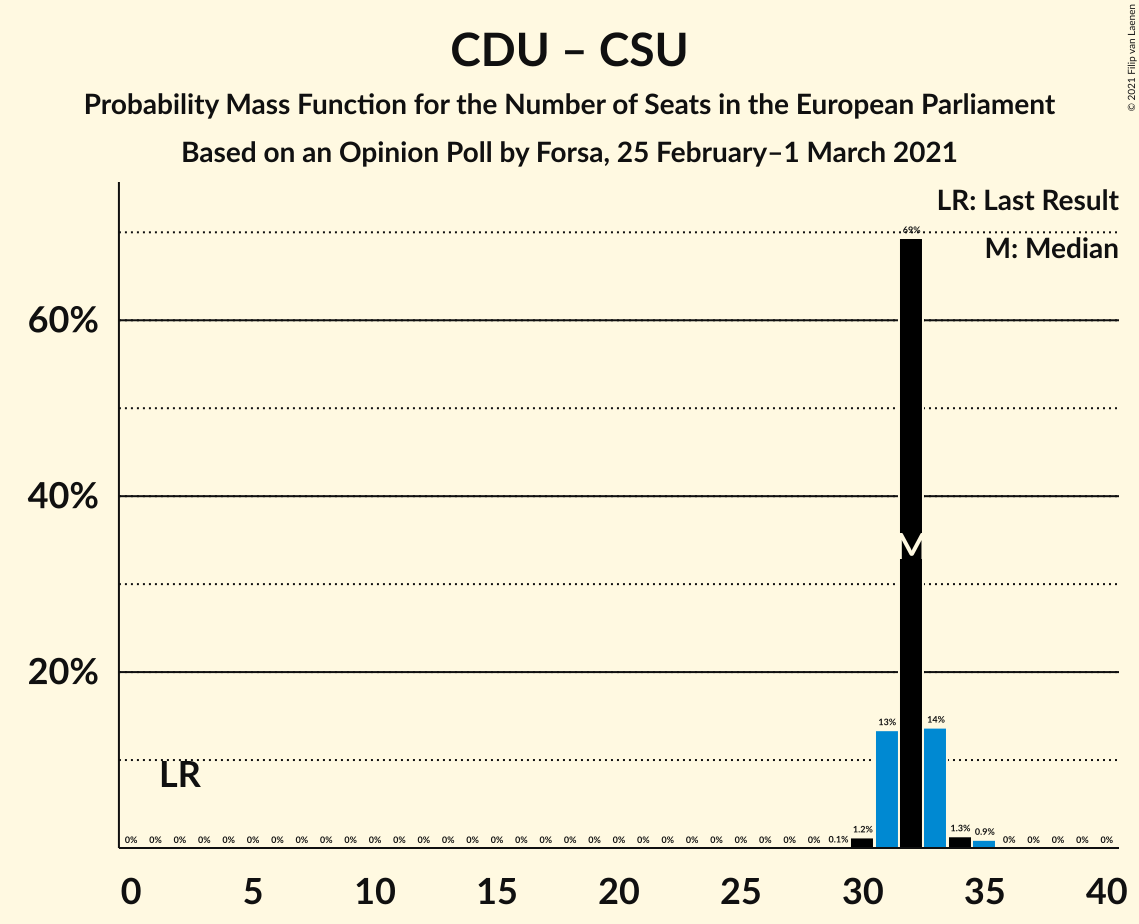 CDU – CSU
Probability Mass Function for the Number of Seats in the European Parliament
Based on an Opinion Poll by Forsa, 25 February–1 March 2021
© 2021 Filip van Laenen
LR: Last Result
M: Median
69%
60%
40%
M
20%
13%
14%
LR
0% 0% 0% 0% 0% 0% 0% 0% 0% 0% 0% 0% 0% 0% 0% 0% 0% 0% 0% 0% 0% 0% 0% 0% 0% 0% 0% 0% 0% 0.1% 1.2% 1.3% 0.9% 0% 0% 0% 0% 0%
0 5 10 15 20 25 30 35 40